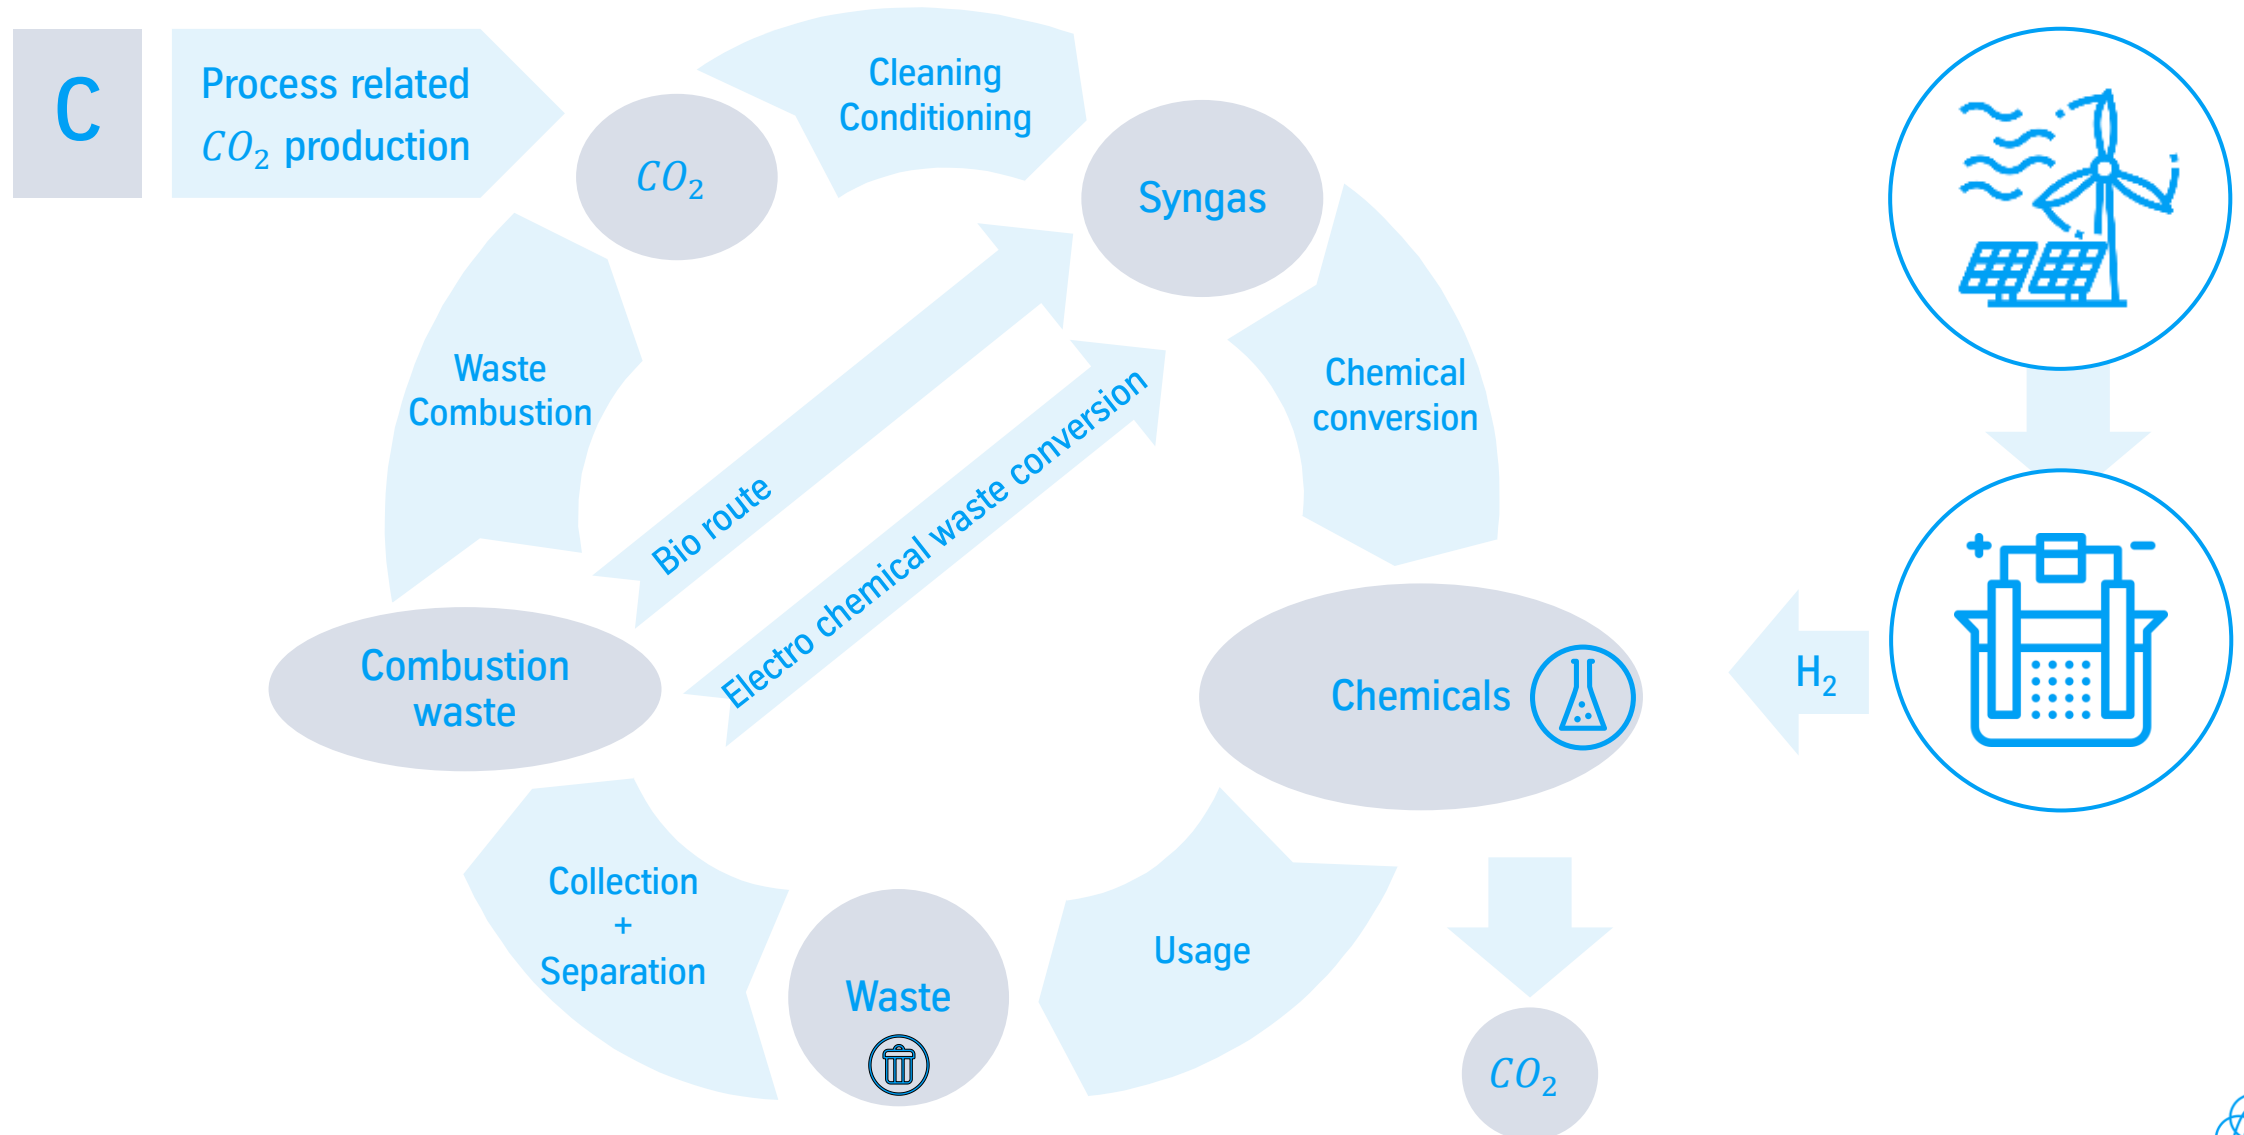 C
Process related
CO₂ production
CO₂
Cleaning
Conditioning
Syngas
Waste
Combustion
Bio route
Electro chemical waste conversion
Chemical
conversion
Combustion
waste
Chemicals
H₂
+ −
Collection
+
Separation
Waste
Usage
CO₂